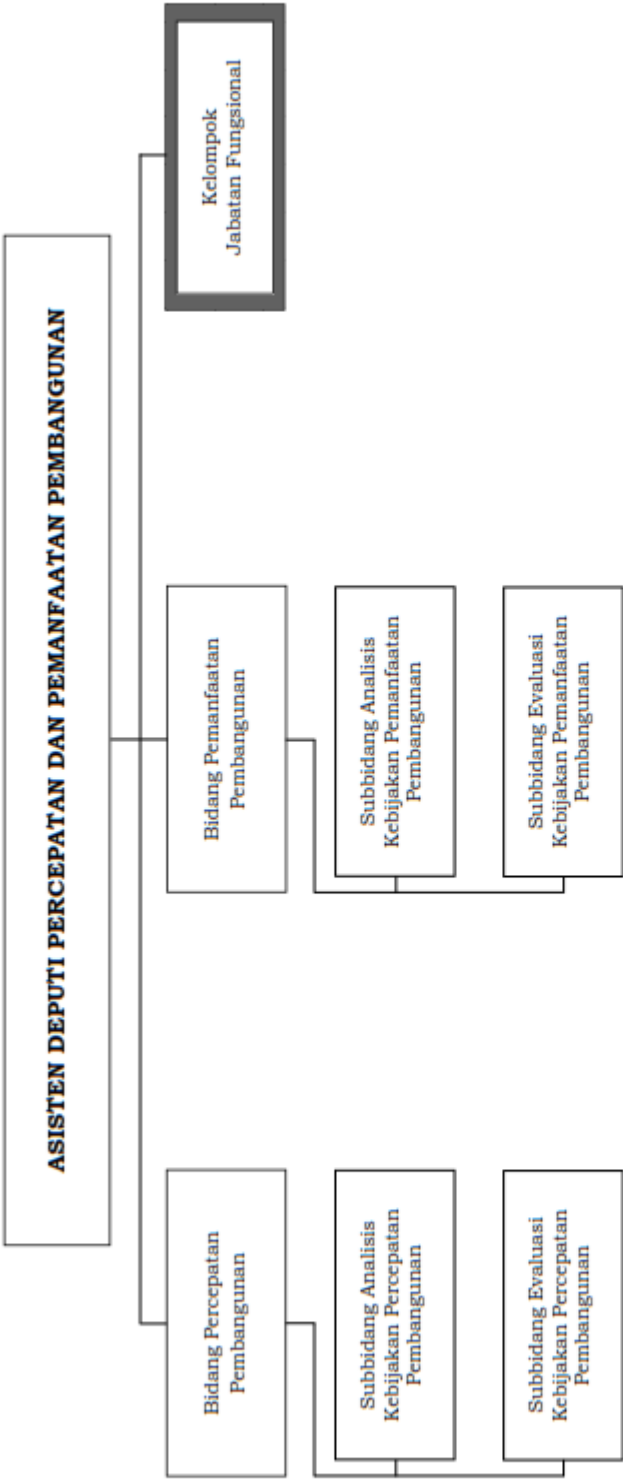 ASISTEN DEPUTI PERCEPATAN DAN PEMANFAATAN PEMBANGUNAN
Bidang Percepatan
Pembangunan
Bidang Pemanfaatan
Pembangunan
Kelompok
Jabatan Fungsional
Subbidang Analisis
Kebijakan Percepatan
Pembangunan
Subbidang Analisis
Kebijakan Pemanfaatan
Pembangunan
Subbidang Evaluasi
Kebijakan Percepatan
Pembangunan
Subbidang Evaluasi
Kebijakan Pemanfaatan
Pembangunan